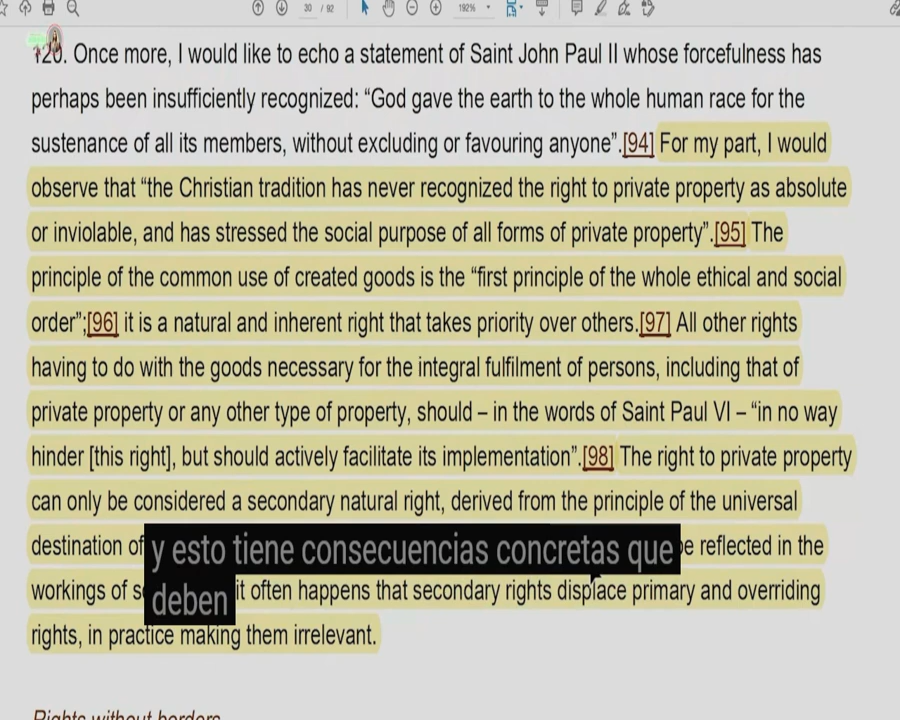 30 / 92
192%
120. Once more, I would like to echo a statement of Saint John Paul II whose forcefulness has
perhaps been insufficiently recognized: “God gave the earth to the whole human race for the
sustenance of all its members, without excluding or favouring anyone”.[94] For my part, I would
observe that “the Christian tradition has never recognized the right to private property as absolute
or inviolable, and has stressed the social purpose of all forms of private property”.[95] The
principle of the common use of created goods is the “first principle of the whole ethical and social
order”;[96] it is a natural and inherent right that takes priority over others.[97] All other rights
having to do with the goods necessary for the integral fulfilment of persons, including that of
private property or any other type of property, should – in the words of Saint Paul VI – “in no way
hinder [this right], but should actively facilitate its implementation”.[98] The right to private property
can only be considered a secondary natural right, derived from the principle of the universal
destination of be reflected in the
workings of it often happens that secondary rights displace primary and overriding
rights, in practice making them irrelevant.
y esto tiene consecuencias concretas que
deben
Rights without borders